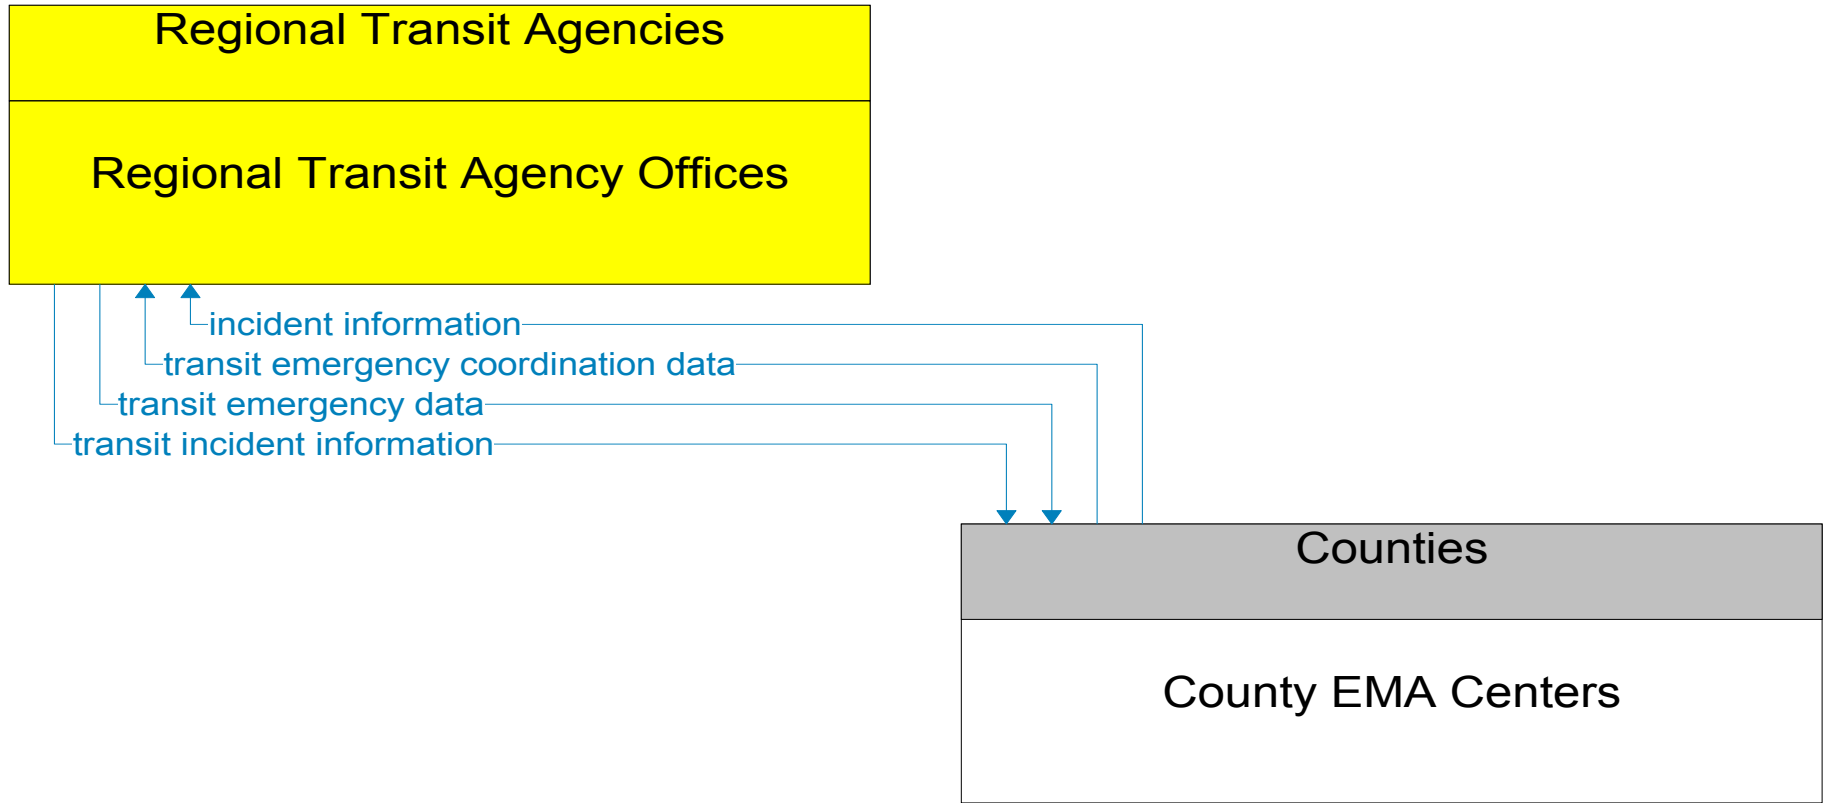 Regional Transit Agencies
Regional Transit Agency Offices
incident information
transit emergency coordination data
transit emergency data
transit incident information
Counties
County EMA Centers